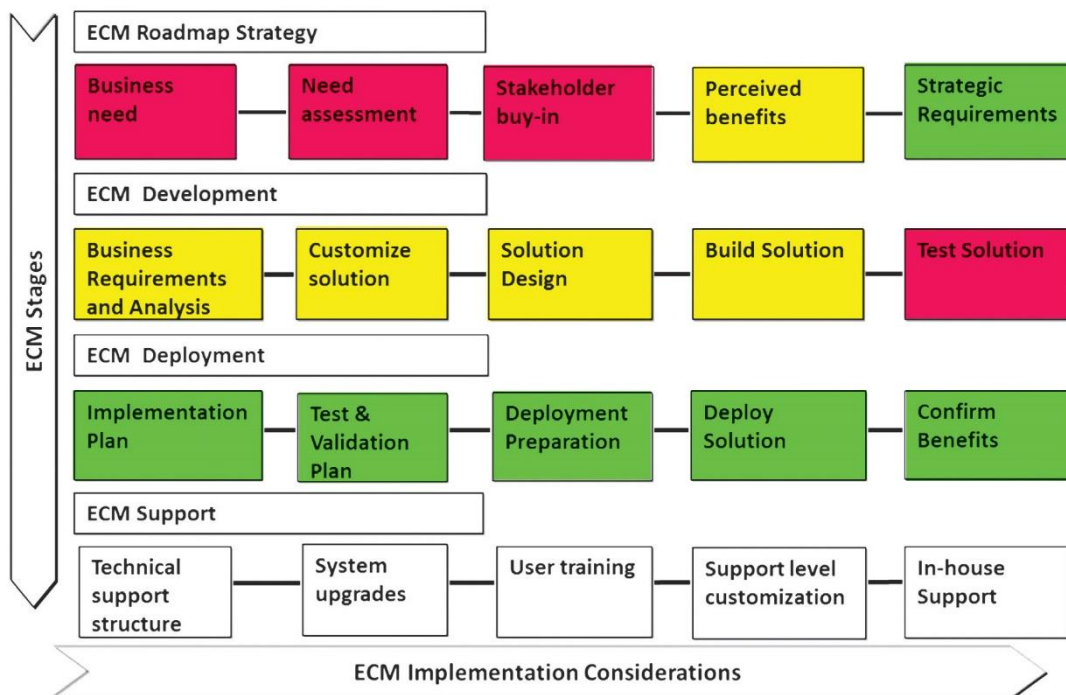 ECM Stages
ECM Roadmap Strategy
Business
need
Need
assessment
Stakeholder
buy-in
Perceived
benefits
Strategic
Requirements
ECM Development
Business
Requirements
and Analysis
Customize
solution
Solution
Design
Build Solution
Test Solution
ECM Deployment
Implementation
Plan
Test &
Validation
Plan
Deployment
Preparation
Deploy
Solution
Confirm
Benefits
ECM Support
Technical
support
structure
System
upgrades
User training
Support level
customization
In-house
Support
ECM Implementation Considerations